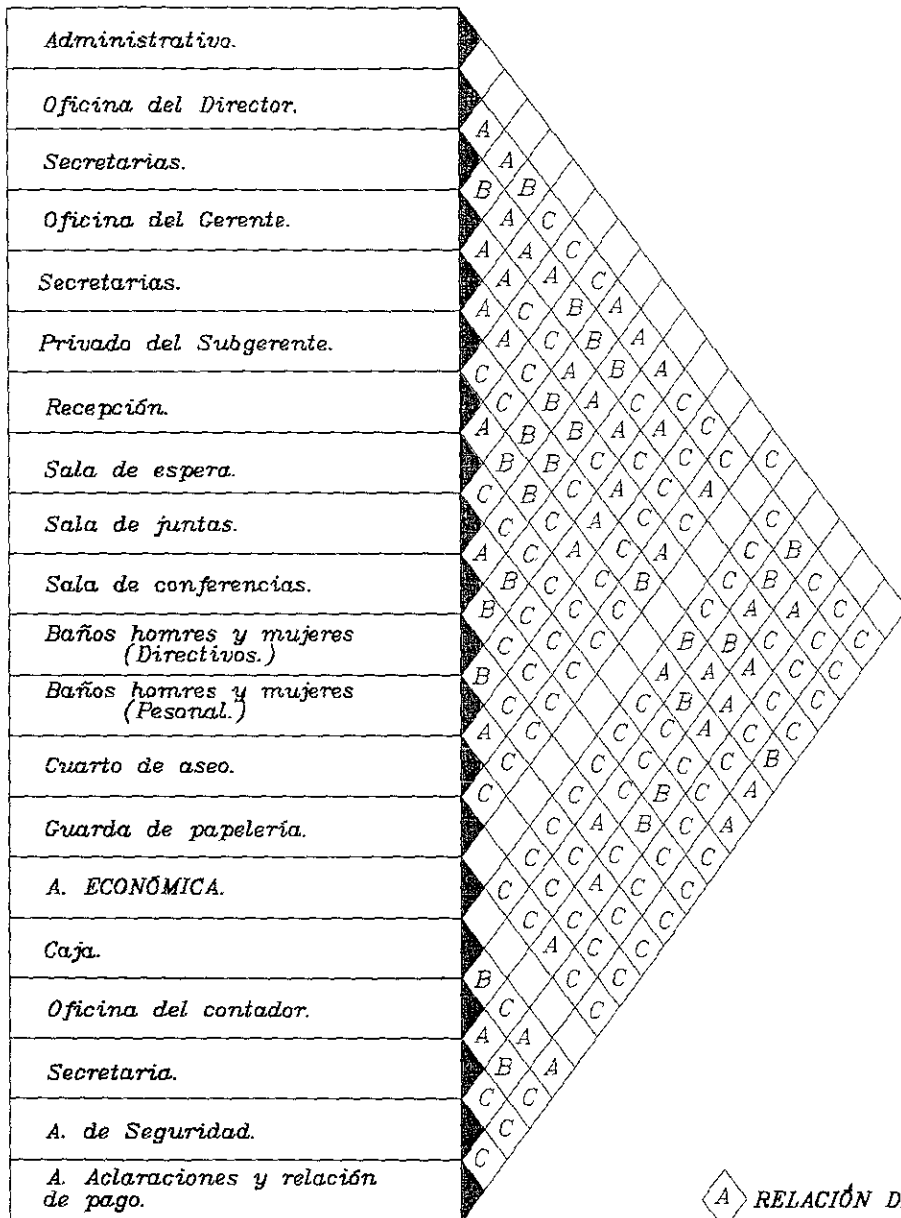 Administrativo.
Oficina del Director.
Secretarias.
Oficina del Gerente.
Secretarias.
Privado del Subgerente.
Recepción.
Sala de espera.
Sala de juntas.
Sala de conferencias.
Baños homres y mujeres
(Directivos.)
Baños homres y mujeres
(Pesonal.)
Cuarto de aseo.
Guarda de papelería.
A. ECONÓMICA.
Caja.
Oficina del contador.
Secretaria.
A. de Seguridad.
A. Aclaraciones y relación
de pago.
A
A
B B
A C
A A C
A A C
A C B A
A C B A
C C A B A
C B A C C
A B B A A C
B B C C C C C
C B C A C A
C C A C C C
A C A C A C B
B C C B C B C
B C C C C A A C
C C C B B C C C
B C C A A A C C
C C C B A C C
A C C C A C C
C C C C C B
C C C B C A
C A B C A
C C C C C
C C A C C
C C C C
A C C
B C C
C C
A A
B A
C C
C
C
A RELACIÓN D